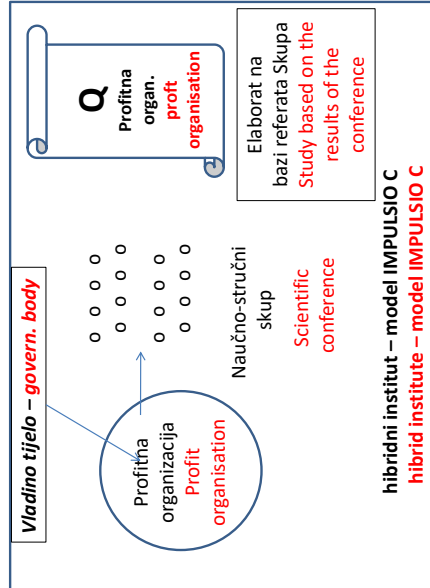 Vladino tijelo – govern. body
Profitna
organizacija
Profit
organisation
o o o o
o o o o
o o o o
o o o o
Naučno-stručni
skup
Scientific
conference
Q
Profitna
organ.
proft
organisation
Elaborat na
bazi referata Skupa
Study based on the
results of the
conference
hibridni institut – model IMPULSIO C
hibrid institute – model IMPULSIO C